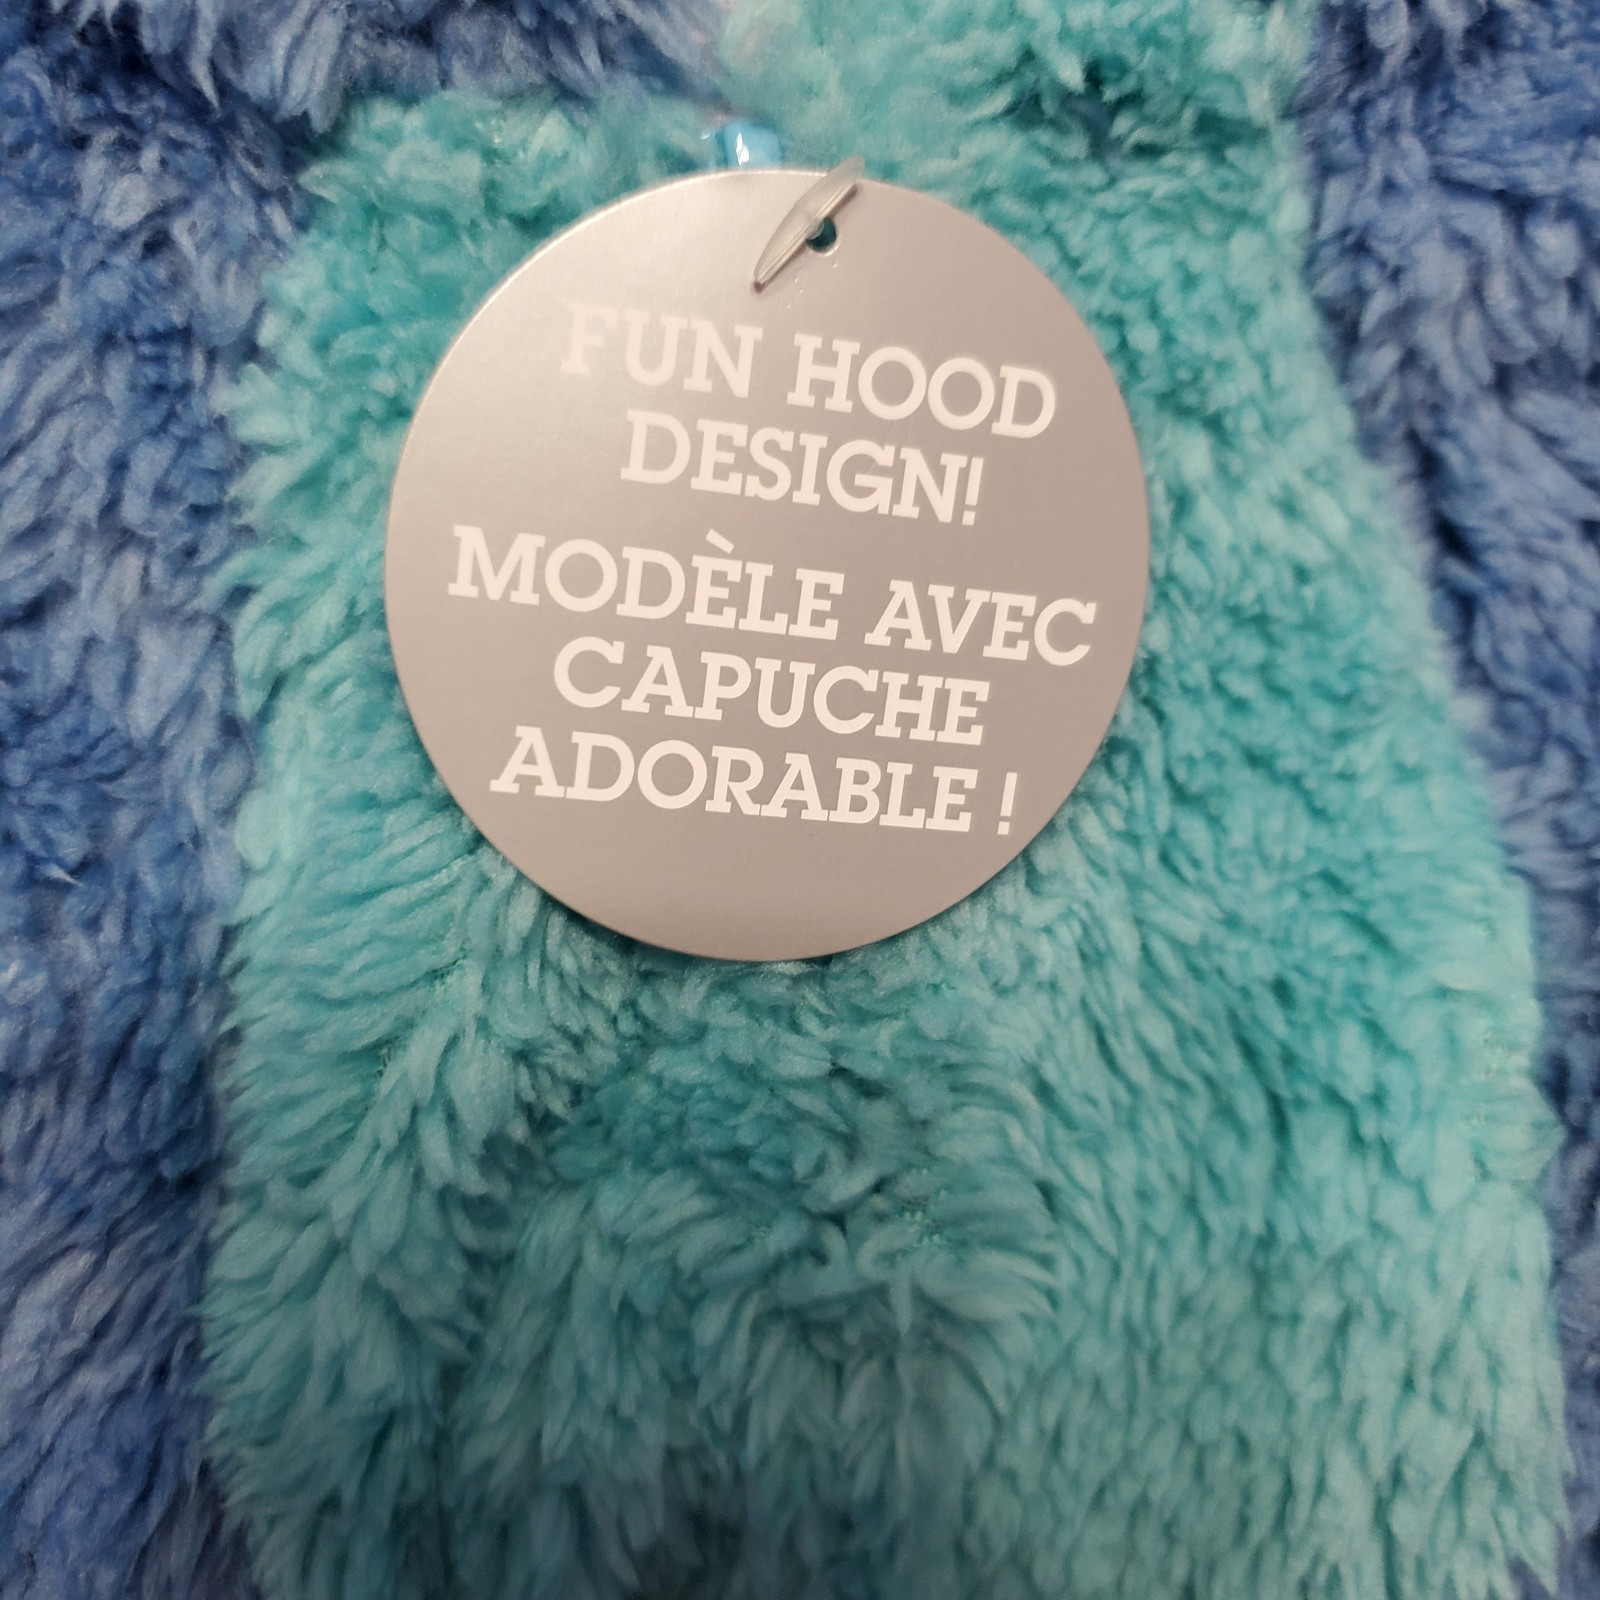 FUN HOOD
DESIGN!
MODÈLE AVEC
CAPUCHE
ADORABLE !